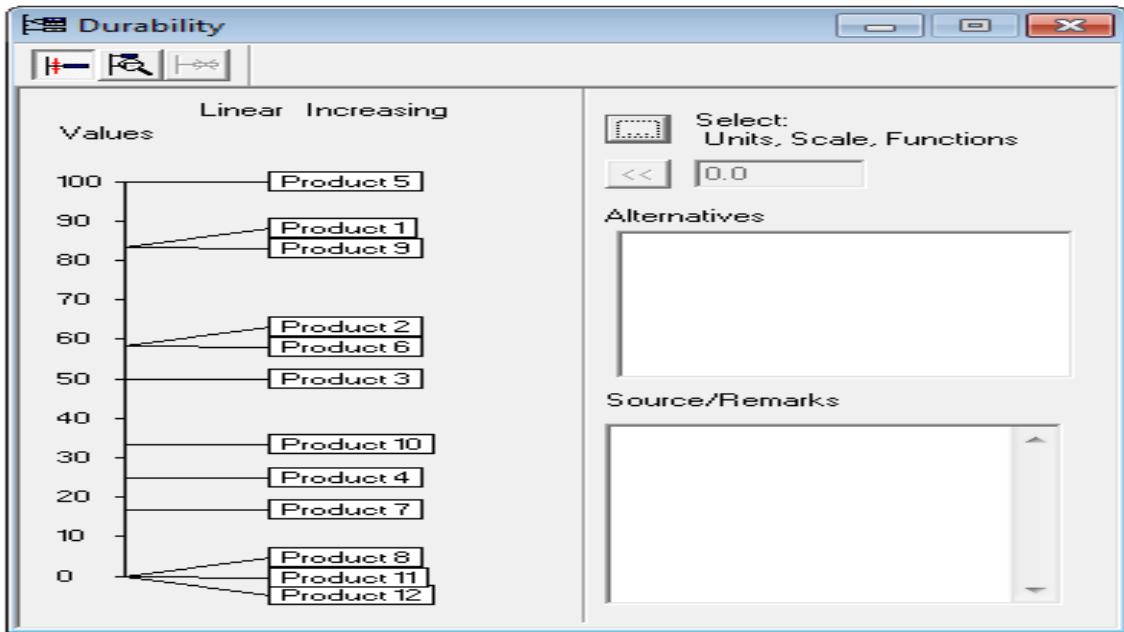 Durability
Linear Increasing
Values
100
90
80
70
60
50
40
30
20
10
0
Product 5
Product 1
Product 9
Product 2
Product 6
Product 3
Product 10
Product 4
Product 7
Product 8
Product 11
Product 12
Select:
Units, Scale, Functions
<<
0.0
Alternatives
Source/Remarks